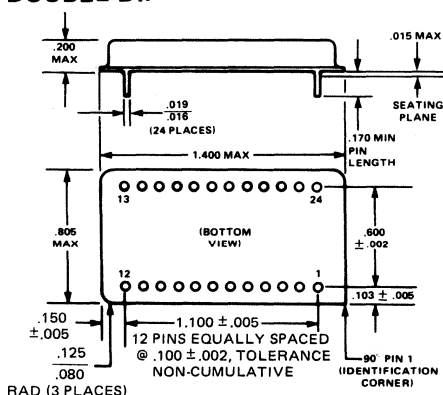 .200
MAX
.015 MAX
.019
.016
(24 PLACES)
SEATING
PLANE
.170 MIN
PIN
LENGTH
1.400 MAX
13
24
.805
MAX
(BOTTOM
VIEW)
.600
±.002
12
1
.103 ± .005
.150
±.005
1.100 ±.005
.125
.080
RAD (3 PLACES)
12 PINS EQUALLY SPACED
@ .100 ±.002, TOLERANCE
NON-CUMULATIVE
90° PIN 1
(IDENTIFICATION
CORNER)